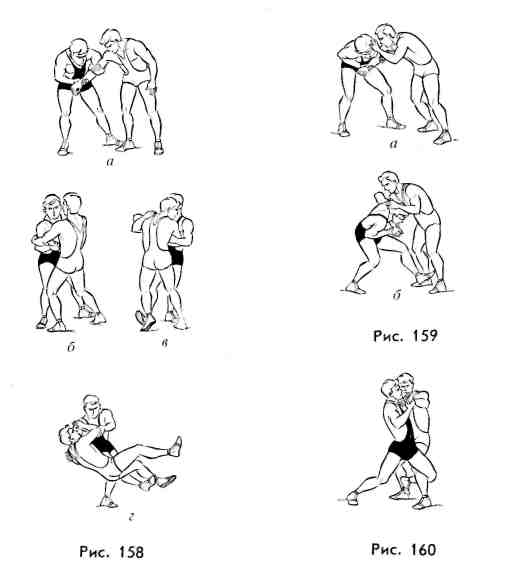 а
б
в
г
Рис. 158
а
б
Рис. 159
Рис. 160